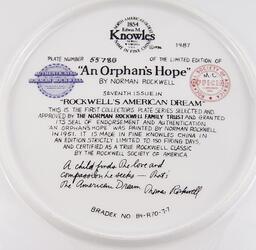 1854
Edwin M.
Knowles
1987
PLATE NUMBER 5578G OF THE LIMITED EDITION OF
"An Orphan's Hope"
BY NORMAN ROCKWELL
SEVENTH ISSUE IN
"ROCKWELL'S AMERICAN DREAM"
THIS IS THE FIRST COLLECTOR'S PLATE SERIES SELECTED AND
APPROVED BY THE NORMAN ROCKWELL FAMILY TRUST AND GRANTED
ITS SEAL OF ENDORSEMENT AND AUTHENTICATION
AN ORPHAN'S HOPE" WAS PAINTED BY NORMAN ROCKWELL
IN 1951. IT IS MADE IN FINE KNOWLES CHINA IN
AN EDITION STRICTLY LIMITED TO 150 FIRING DAYS,
AND CERTIFIED AS A TRUE ROCKWELL CLASSIC
BY THE ROCKWELL SOCIETY OF AMERICA
A child finds the love and
compassion he seeks — that's
The American Dream Thomas Rockwell
BRADEX NO. 84-R70-7.7